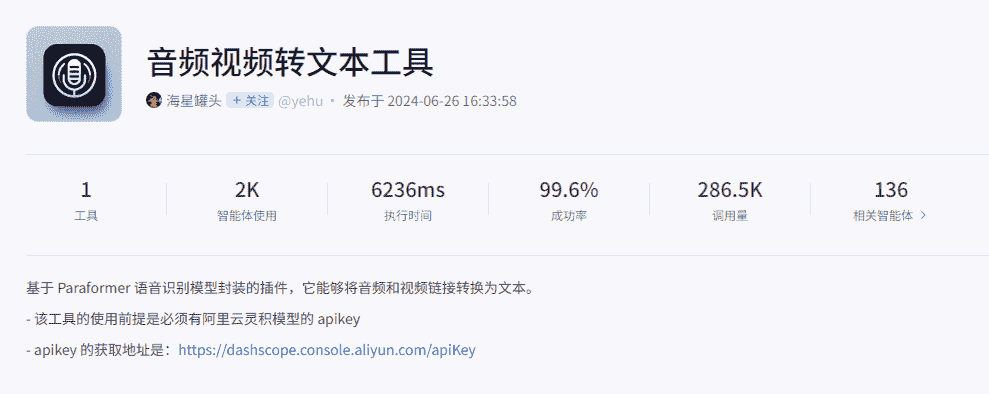 音频视频转文本工具
海星罐头 + 关注 @yehu • 发布于 2024-06-26 16:33:58
1 2K 6236ms 99.6% 286.5K 136
工具 智能体使用 执行时间 成功率 调用量 相关智能体 >
基于 Paraformer 语音识别模型封装的插件，它能够将音频和视频链接转换为文本。
- 该工具的使用前提是必须有阿里云灵积模型的 apikey
- apikey 的获取地址是：https://dashscope.console.aliyun.com/apiKey